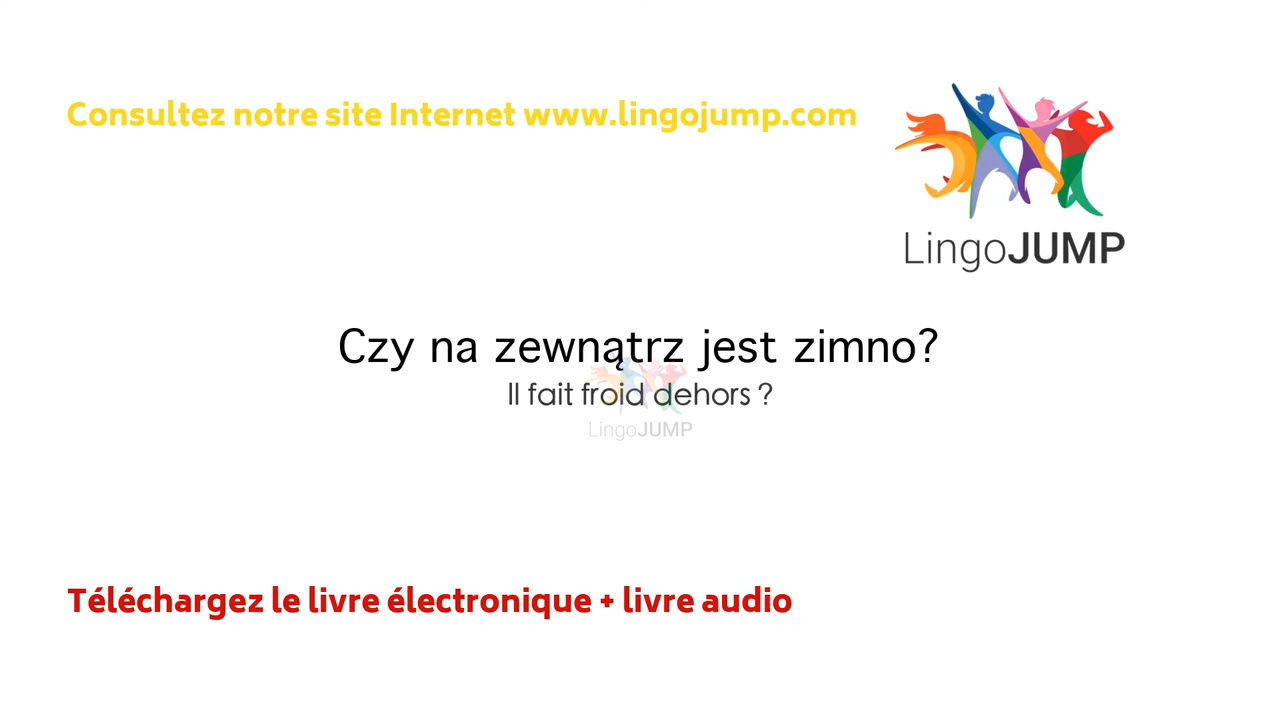 Consultez notre site Internet www.lingojump.com
LingoJUMP
Czy na zewnątrz jest zimno?
Il fait froid dehors ?
LingoJUMP
Téléchargez le livre électronique + livre audio